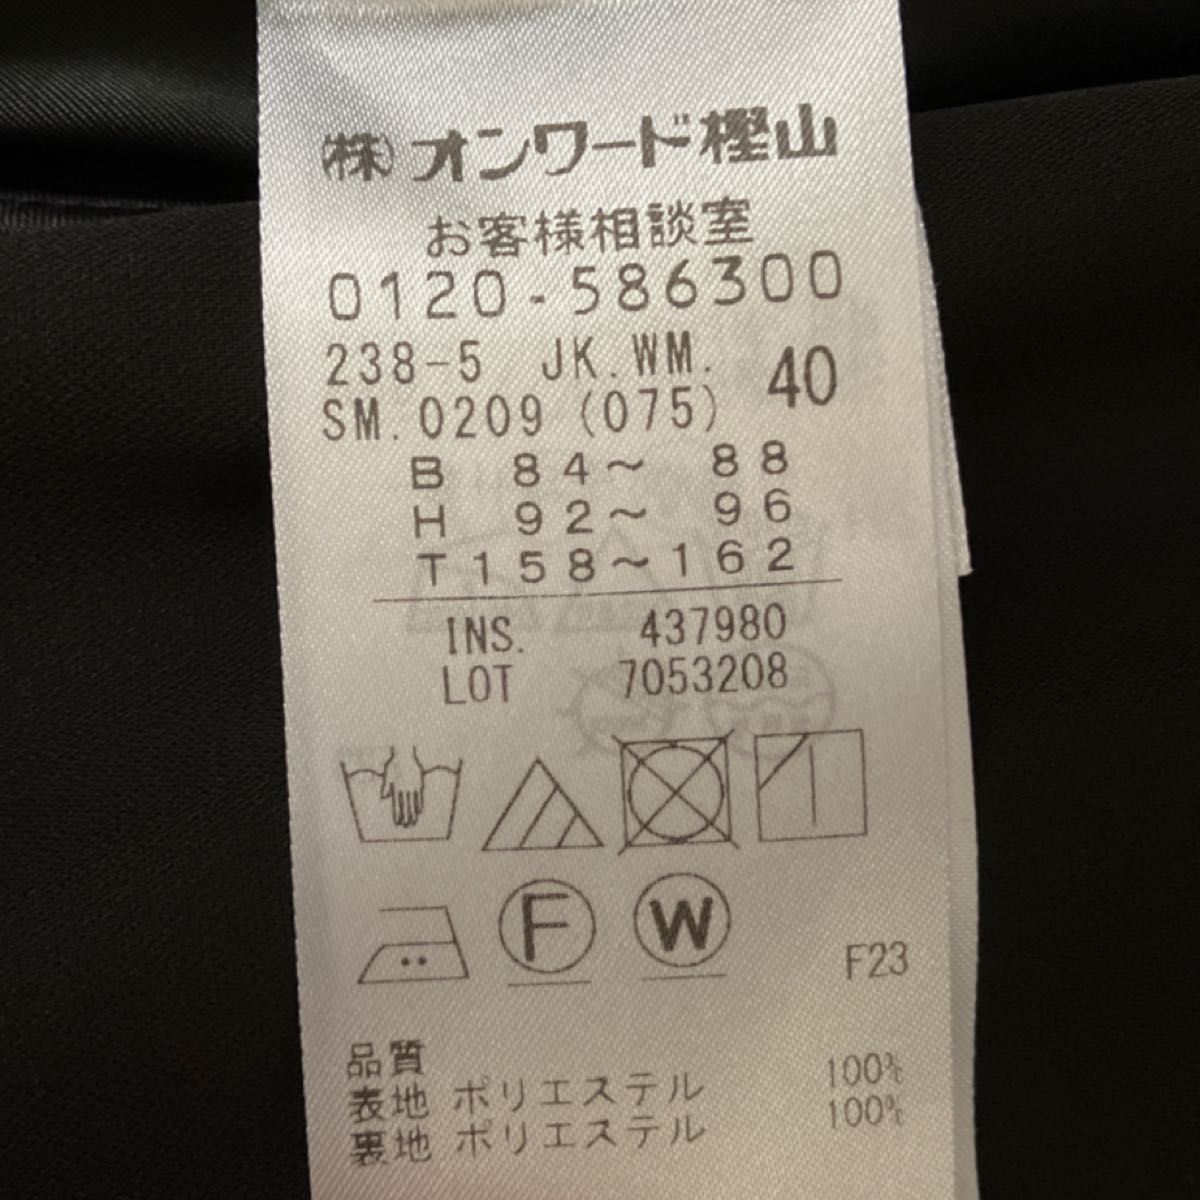 ㈱オンワード樫山
お客様相談室
0120-586300
238-5 JK.WM. 40
SM.0209 (075)
B 84〜 88
H 92〜 96
T158〜162
INS. 437980
LOT 7053208
F W
F23
品質
表地 ポリエステル 100%
裏地 ポリエステル 100%